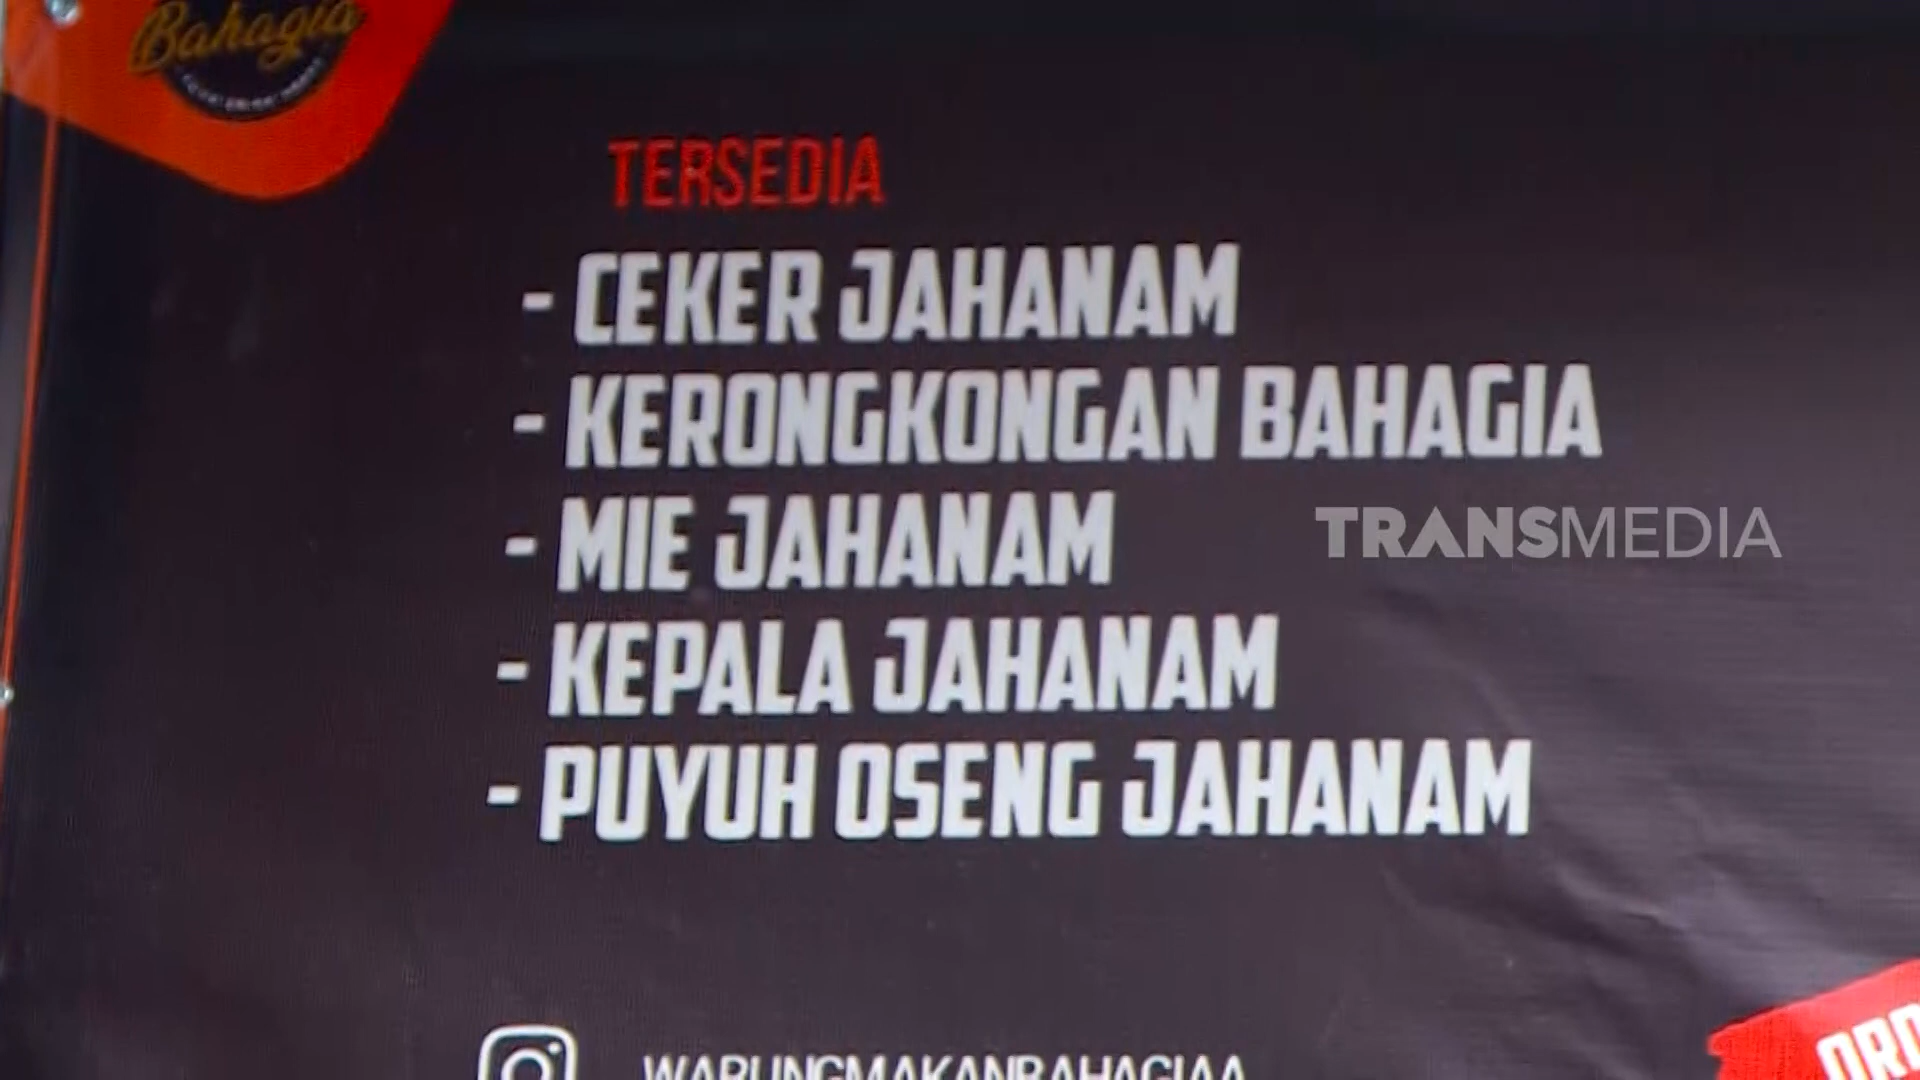 Bahagia
TERSEDIA
- CEKER JAHANAM
- KERONGKONGAN BAHAGIA
- MIE JAHANAM
TRANSMEDIA
- KEPALA JAHANAM
- PUYUH OSENG JAHANAM
WARUNGMAKANBAHAGIAA